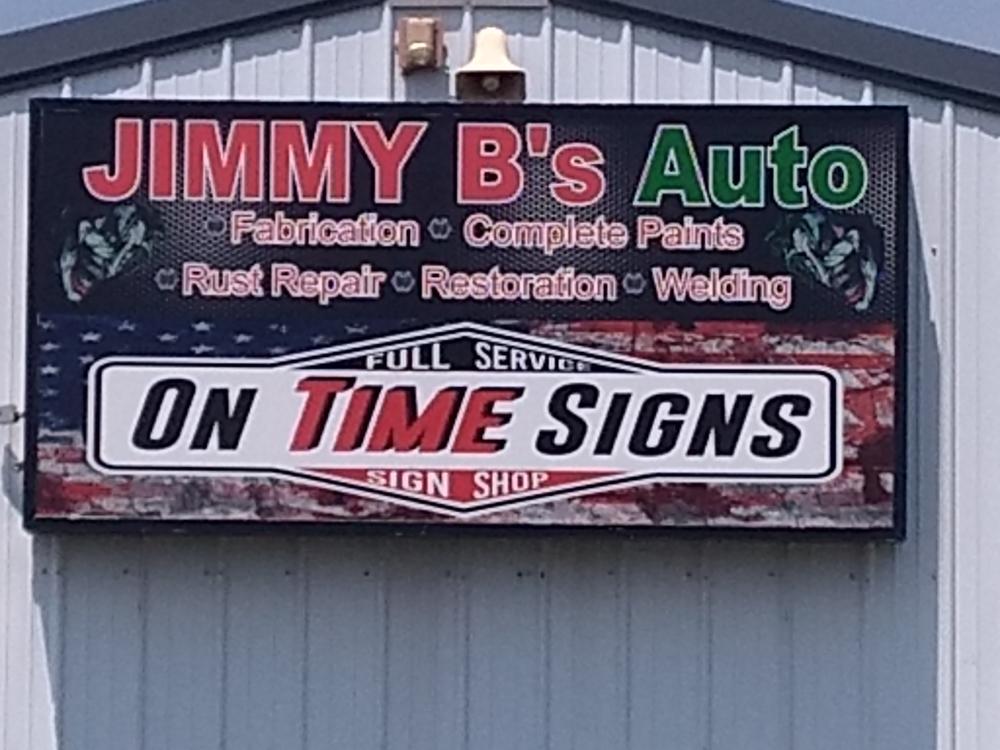 JIMMY B's Auto
Fabrication Complete Paints
Rust Repair Restoration Welding
FULL SERVICE
ON TIME SIGNS
SIGN SHOP